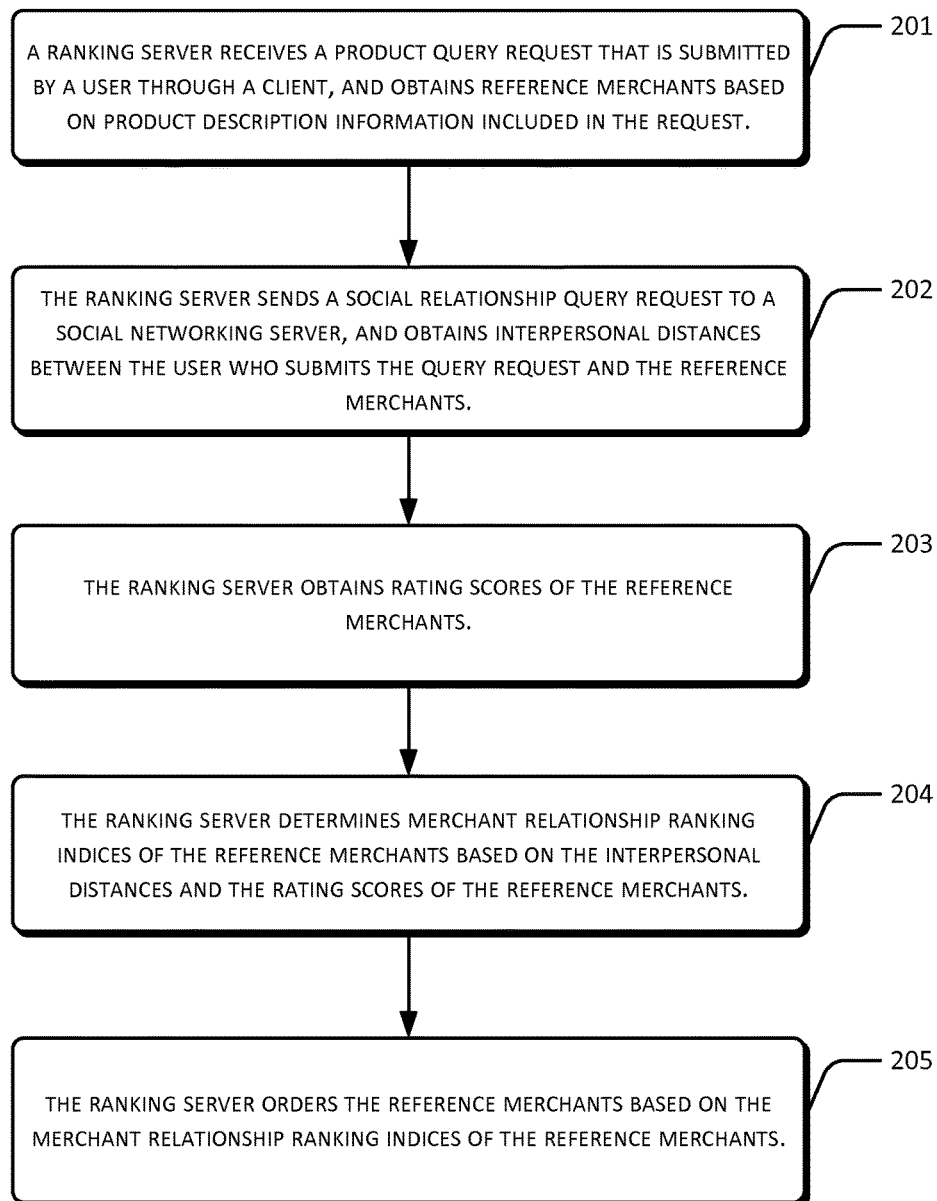 201
A RANKING SERVER RECEIVES A PRODUCT QUERY REQUEST THAT IS SUBMITTED
BY A USER THROUGH A CLIENT, AND OBTAINS REFERENCE MERCHANTS BASED
ON PRODUCT DESCRIPTION INFORMATION INCLUDED IN THE REQUEST.
202
THE RANKING SERVER SENDS A SOCIAL RELATIONSHIP QUERY REQUEST TO A
SOCIAL NETWORKING SERVER, AND OBTAINS INTERPERSONAL DISTANCES
BETWEEN THE USER WHO SUBMITS THE QUERY REQUEST AND THE REFERENCE
MERCHANTS.
203
THE RANKING SERVER OBTAINS RATING SCORES OF THE REFERENCE
MERCHANTS.
204
THE RANKING SERVER DETERMINES MERCHANT RELATIONSHIP RANKING
INDICES OF THE REFERENCE MERCHANTS BASED ON THE INTERPERSONAL
DISTANCES AND THE RATING SCORES OF THE REFERENCE MERCHANTS.
205
THE RANKING SERVER ORDERS THE REFERENCE MERCHANTS BASED ON THE
MERCHANT RELATIONSHIP RANKING INDICES OF THE REFERENCE MERCHANTS.